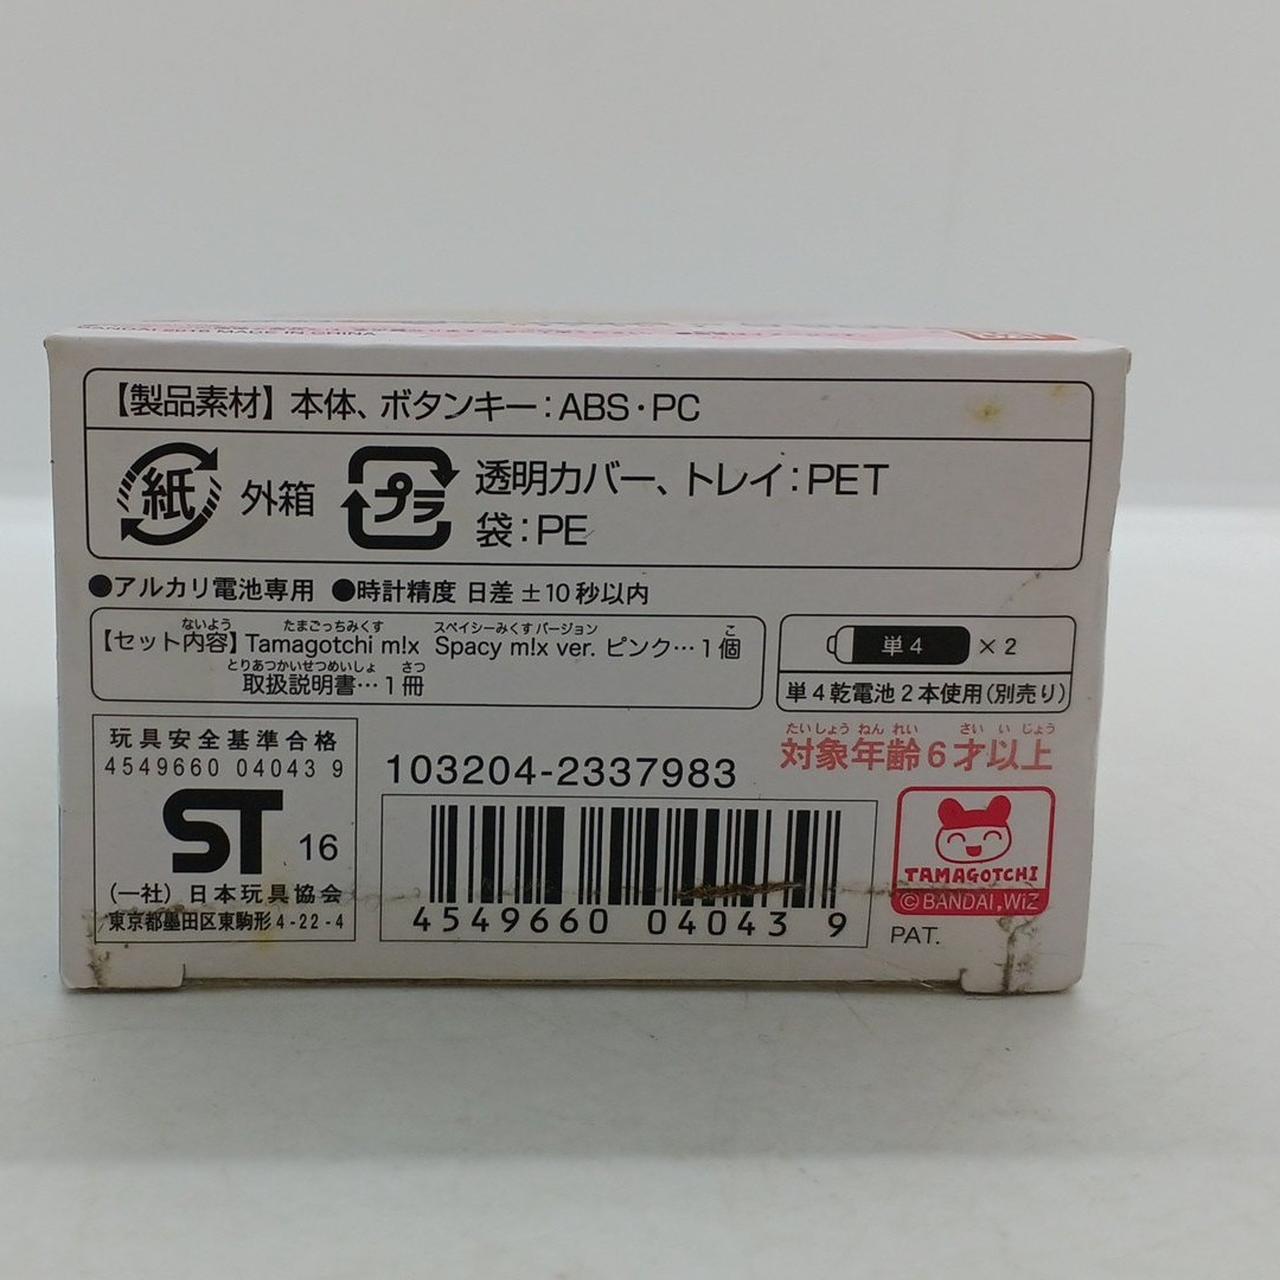 BANDAI 2016 MADE IN CHINA
【製品素材】本体、ボタンキー：ABS・PC
紙 外箱
プラ 透明カバー、トレイ：PET
袋：PE
●アルカリ電池専用 ●時計精度 日差±10秒以内
ないよう たまごっちみくす スペイシーみくすバージョン こ
【セット内容】Tamagotchi m!x Spacy m!x ver. ピンク…1個
とりあつかいせつめいしょ さつ
取扱説明書…1冊
単4 ×2
単4乾電池2本使用（別売り）
玩具安全基準合格
4549660 04043 9
ST 16
（一社）日本玩具協会
東京都墨田区東駒形4-22-4
103204-2337983
4549660 04043 9
たいしょう ねん れい さい い じょう
対象年齢6才以上
TAMAGOTCHI
©BANDAI,WiZ
PAT.